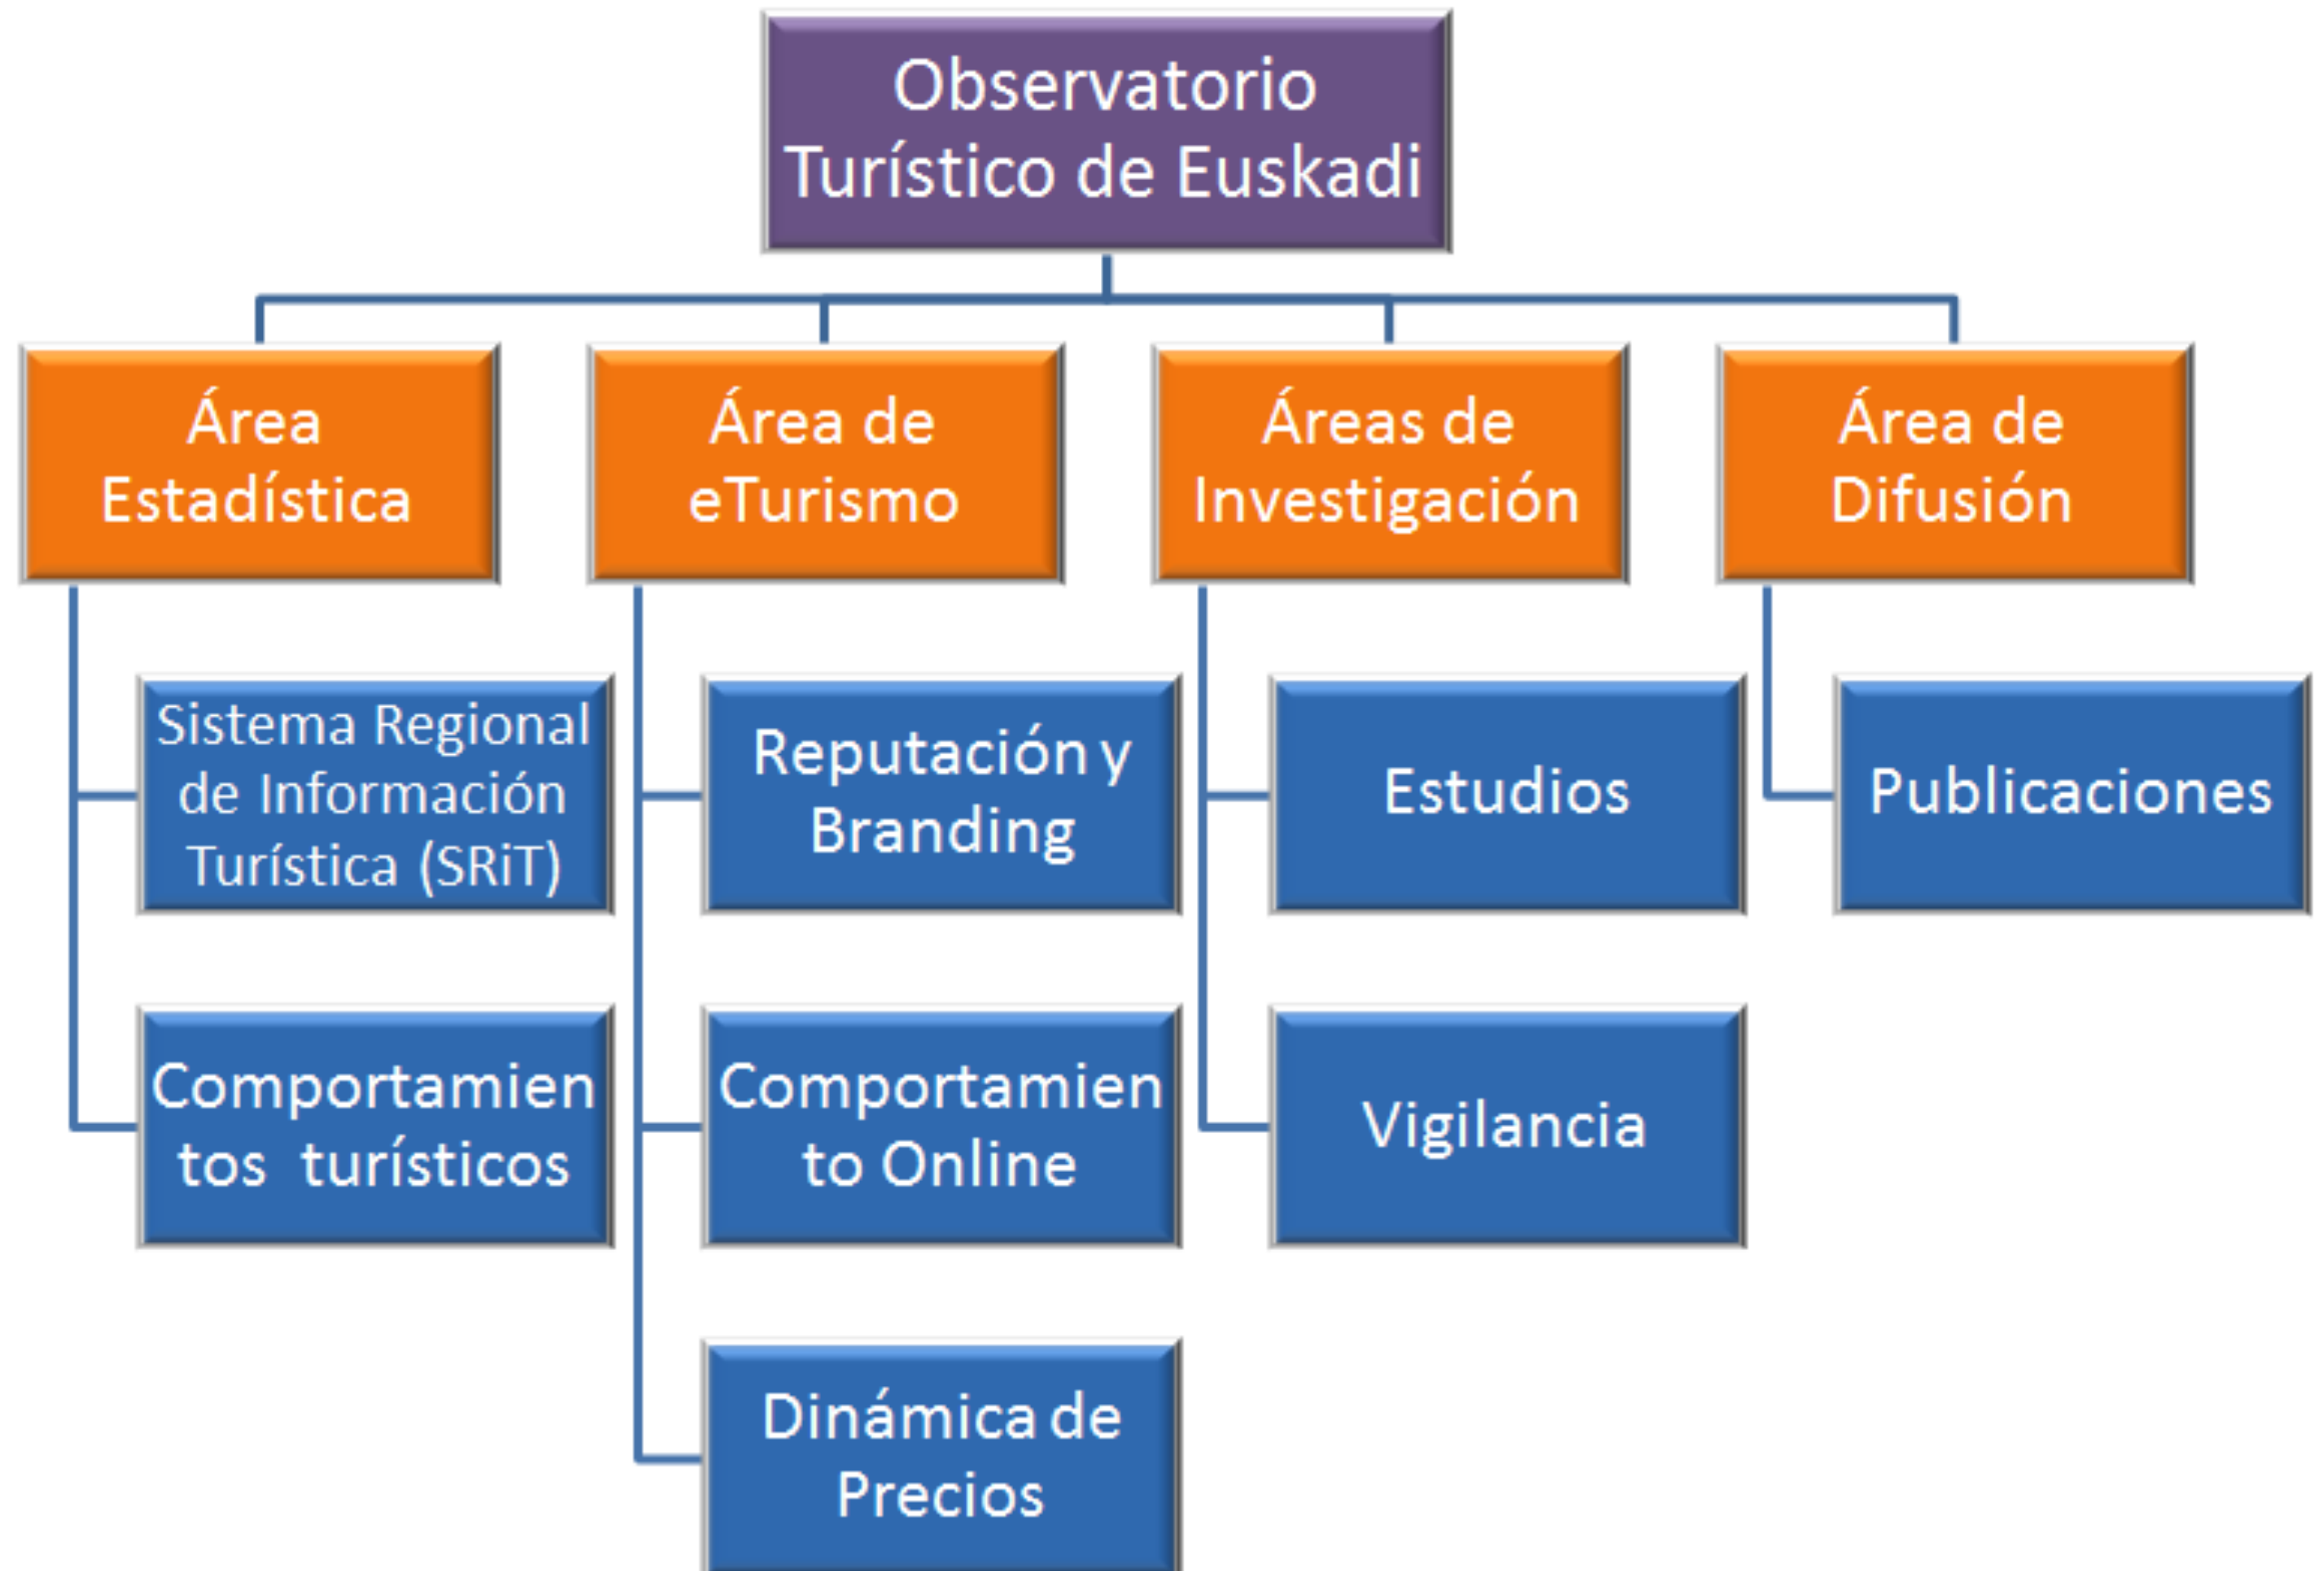 Observatorio
Turístico de Euskadi
Área
Estadística
Área de
eTurismo
Áreas de
Investigación
Área de
Difusión
Sistema Regional
de Información
Turística (SRiT)
Reputación y
Branding
Estudios
Publicaciones
Comportamien
tos turísticos
Comportamien
to Online
Vigilancia
Dinámica de
Precios